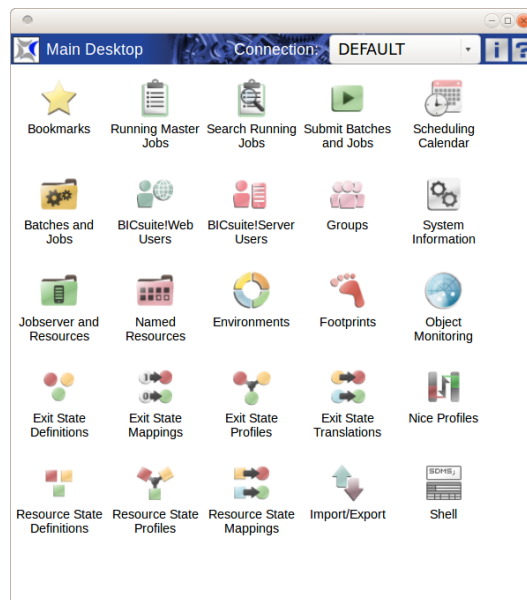 Main Desktop Connection: DEFAULT i ?
Bookmarks Running Master Search Running Submit Batches Scheduling
Jobs Jobs and Jobs Calendar
Batches and BICsuite!Web BICsuite!Server Groups System
Jobs Users Users Information
Jobserver and Named Environments Footprints Object
Resources Resources Monitoring
1
0
Exit State Exit State Exit State Exit State Nice Profiles
Definitions Mappings Profiles Translations
SDMS;
Resource State Resource State Resource State Import/Export Shell
Definitions Profiles Mappings